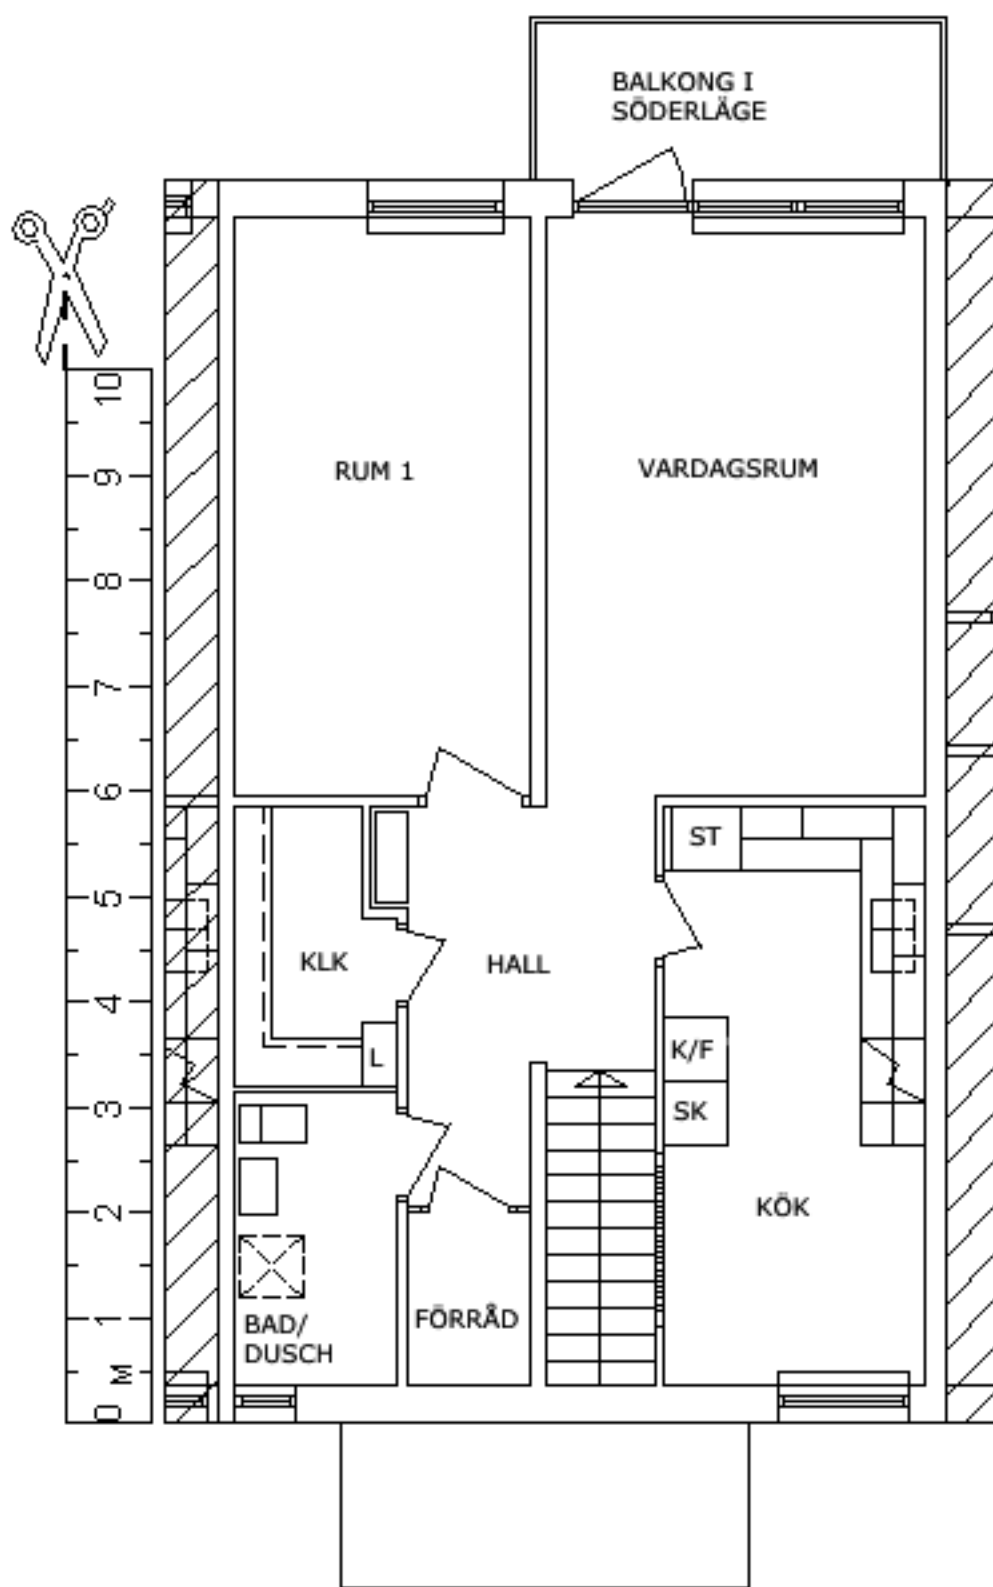 BALKONG I
SÖDERLÄGE
RUM 1
VARDAGSRUM
ST
KLK
HALL
L
K/F
SK
KÖK
BAD/
DUSCH
FÖRRÅD
10
9
8
7
6
5
4
3
2
1
M
0